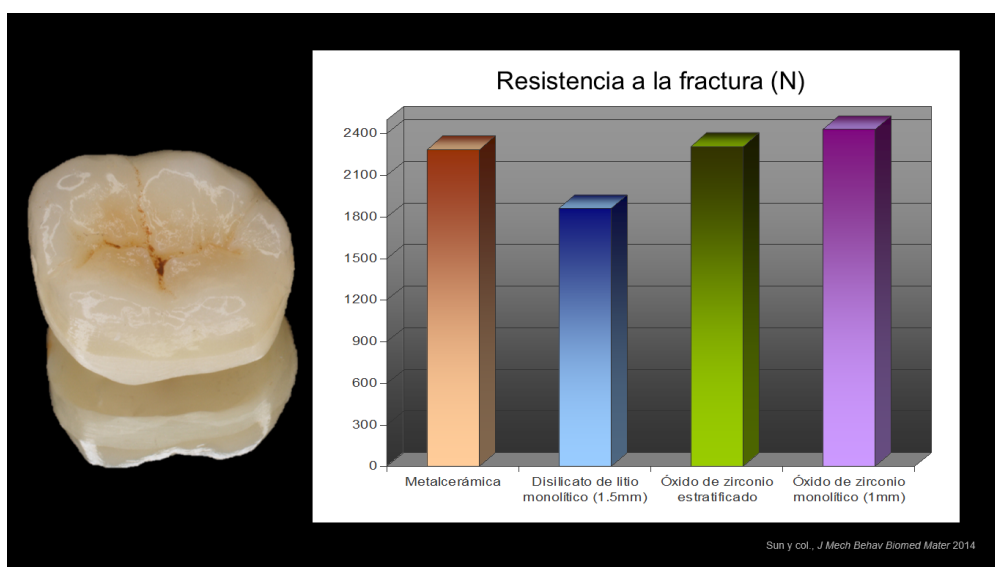 Resistencia a la fractura (N)
2400
2100
1800
1500
1200
900
600
300
0
Metalcerámica
Disilicato de litio
monolítico (1.5mm)
Óxido de zirconio
estratificado
Óxido de zirconio
monolítico (1mm)
Sun y col., J Mech Behav Biomed Mater 2014